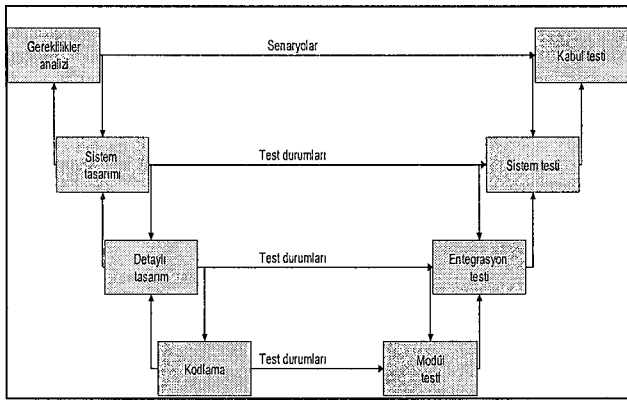 Gereklilikler
analizi
Senaryolar
Kabul testi
Sistem
tasarımı
Test durumları
Sistem testi
Detaylı
tasarım
Test durumları
Entegrasyon
testi
Kodlama
Test durumları
Modül
testi